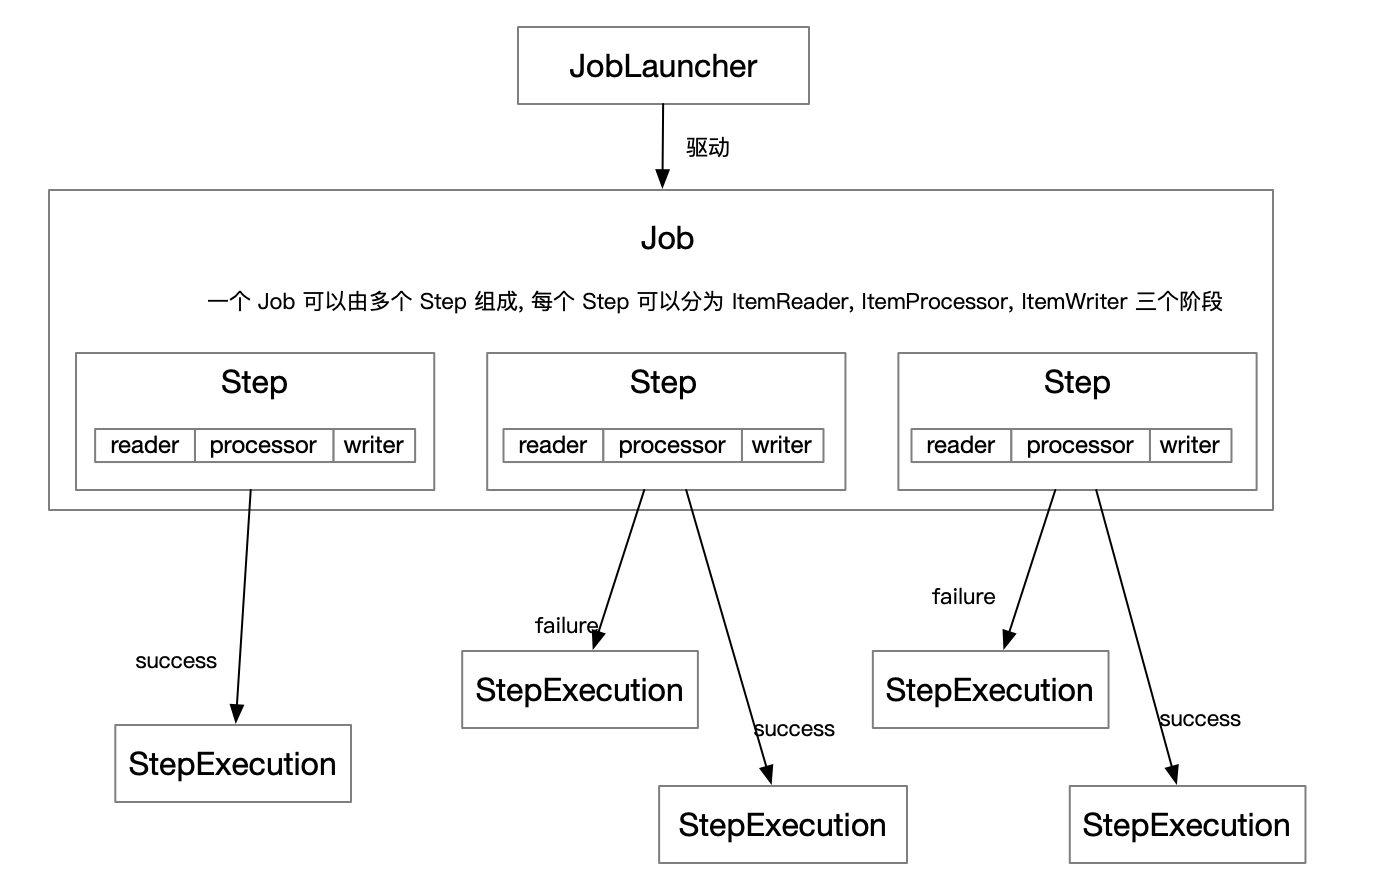 JobLauncher
驱动
Job
一个 Job 可以由多个 Step 组成, 每个 Step 可以分为 ItemReader, ItemProcessor, ItemWriter 三个阶段
Step
reader processor writer
Step
reader processor writer
Step
reader processor writer
success
StepExecution
failure
StepExecution
success
StepExecution
failure
StepExecution
success
StepExecution